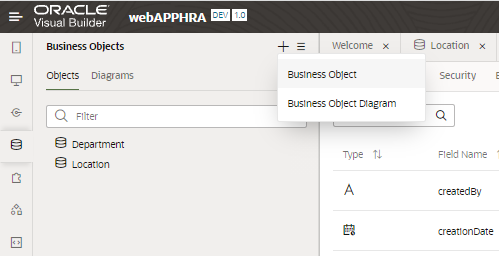 ORACLE
Visual Builder
webAPPHRA DEV 1.0
Business Objects
Welcome
Location
Objects
Diagrams
Business Object
Security
Filter
Business Object Diagram
Department
Location
Type
Field Name
A
createdBy
creationDate